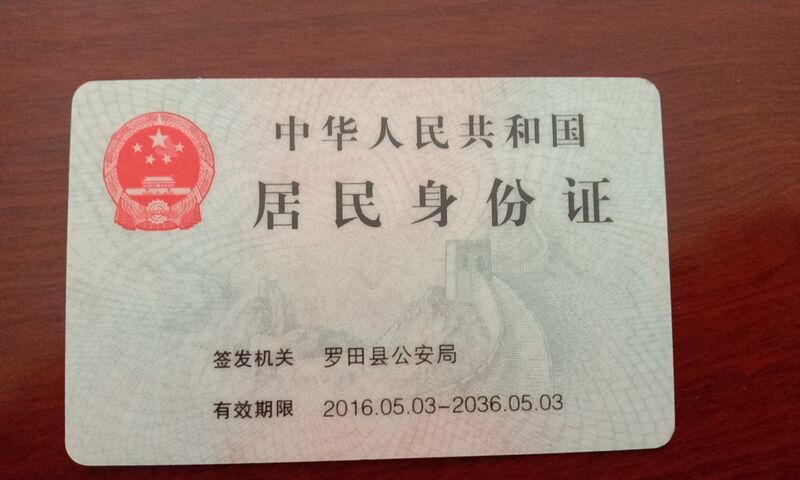 中华人民共和国
居民身份证
签发机关 罗田县公安局
有效期限 2016.05.03-2036.05.03